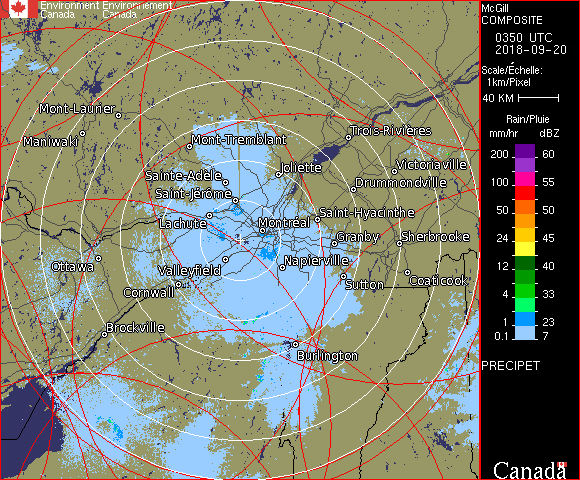 Environment Environnement
Canada Canada
Mont-Laurier
Trois-Rivières
Maniwaki
Mont-Tremblant
Victoriaville
Joliette
Sainte-Adèle
Drummondville
Saint-Jérôme
Saint-Hyacinthe
Lachute
Montréal
Granby
Sherbrooke
Ottawa
Valleyfield
Napierville
Coaticook
Sutton
Cornwall
Brockville
Burlington
McGill
COMPOSITE
0350 UTC
2018-09-20
Scale/Échelle:
1km/Pixel
40 KM
Rain/Pluie
mm/hr dBZ
200 60
100 55
50 50
24 45
12 40
4 33
1 23
0.1 7
PRECIPET
Canada